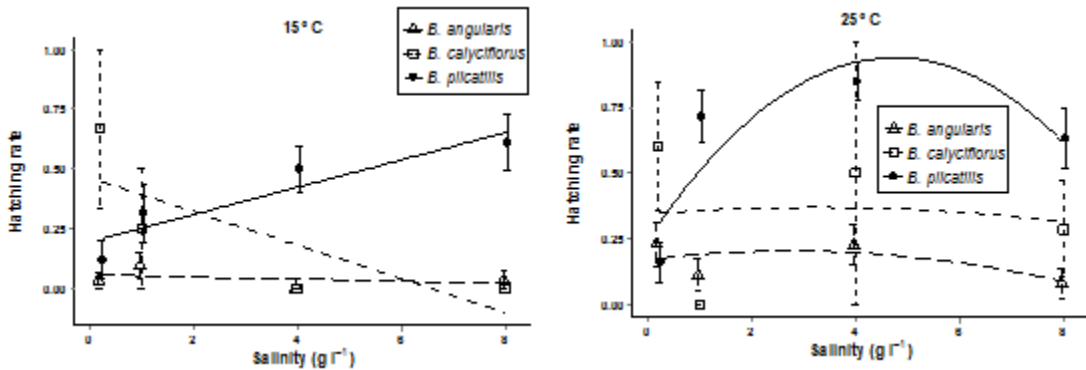 15° C
B. angularis
B. calyciflorus
B. plicatilis
Hatching rate
1.00
0.75
0.50
0.25
0.00
0
2
4
6
8
Salinity (g l⁻¹)
25° C
B. angularis
B. calyciflorus
B. plicatilis
Hatching rate
1.00
0.75
0.50
0.25
0.00
0
2
4
6
8
Salinity (g l⁻¹)